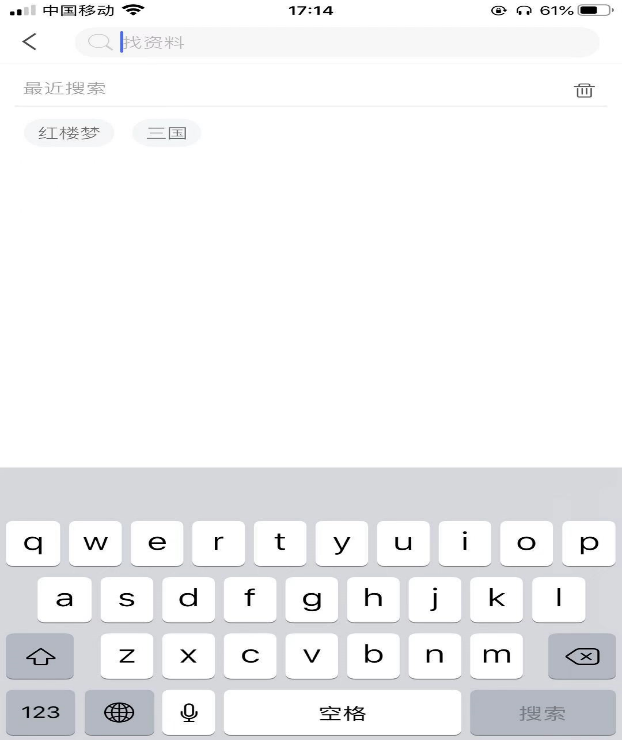 中国移动 17:14 61%
找资料
最近搜索
红楼梦 三国
q w e r t y u i o p
a s d f g h j k l
z x c v b n m
123 空格 搜索